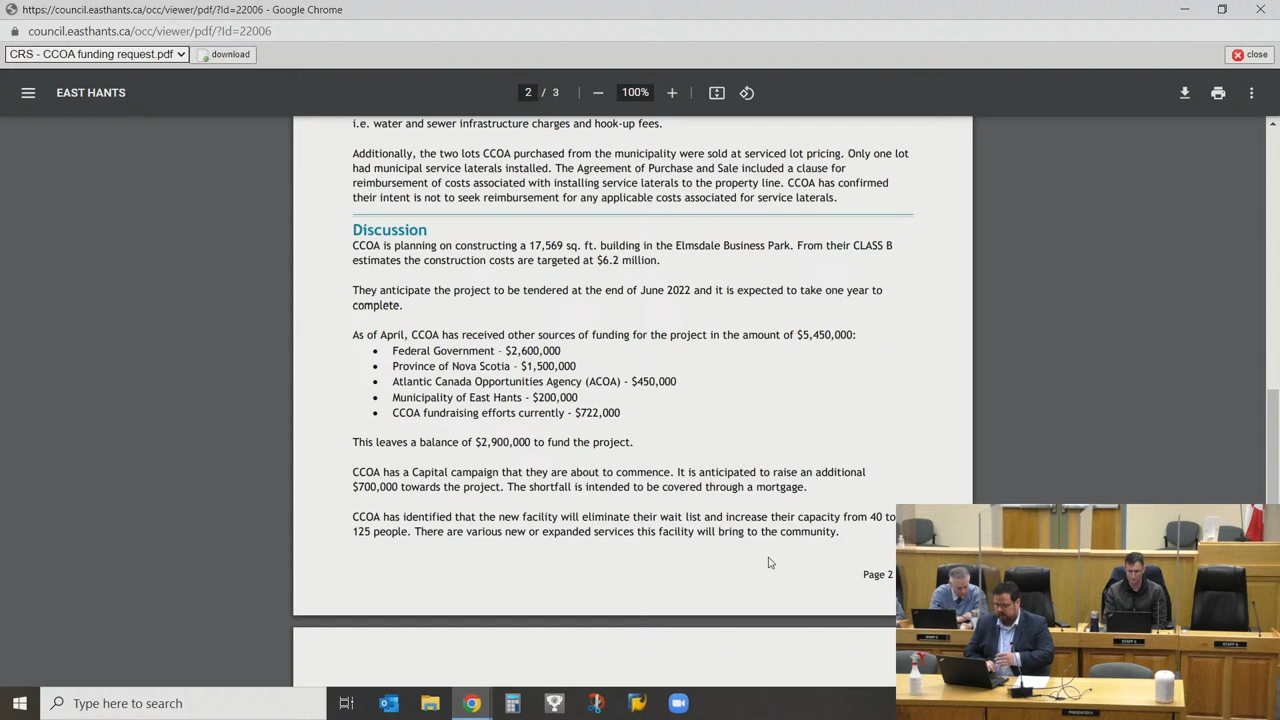 https://council.easthants.ca/occ/viewer/pdf/?Id=22006 - Google Chrome
council.easthants.ca/occ/viewer/pdf/?Id=22006
CRS - CCOA funding request.pdf
download
close
EAST HANTS
2 / 3
100%
i.e. water and sewer infrastructure charges and hook-up fees.
Additionally, the two lots CCOA purchased from the municipality were sold at serviced lot pricing. Only one lot
had municipal service laterals installed. The Agreement of Purchase and Sale included a clause for
reimbursement of costs associated with installing service laterals to the property line. CCOA has confirmed
their intent is not to seek reimbursement for any applicable costs associated for service laterals.
Discussion
CCOA is planning on constructing a 17,569 sq. ft. building in the Elmsdale Business Park. From their CLASS B
estimates the construction costs are targeted at $6.2 million.
They anticipate the project to be tendered at the end of June 2022 and it is expected to take one year to
complete.
As of April, CCOA has received other sources of funding for the project in the amount of $5,450,000:
• Federal Government - $2,600,000
• Province of Nova Scotia - $1,500,000
• Atlantic Canada Opportunities Agency (ACOA) - $450,000
• Municipality of East Hants - $200,000
• CCOA fundraising efforts currently - $722,000
This leaves a balance of $2,900,000 to fund the project.
CCOA has a Capital campaign that they are about to commence. It is anticipated to raise an additional
$700,000 towards the project. The shortfall is intended to be covered through a mortgage.
CCOA has identified that the new facility will eliminate their wait list and increase their capacity from 40 to
125 people. There are various new or expanded services this facility will bring to the community.
Page 2
Type here to search